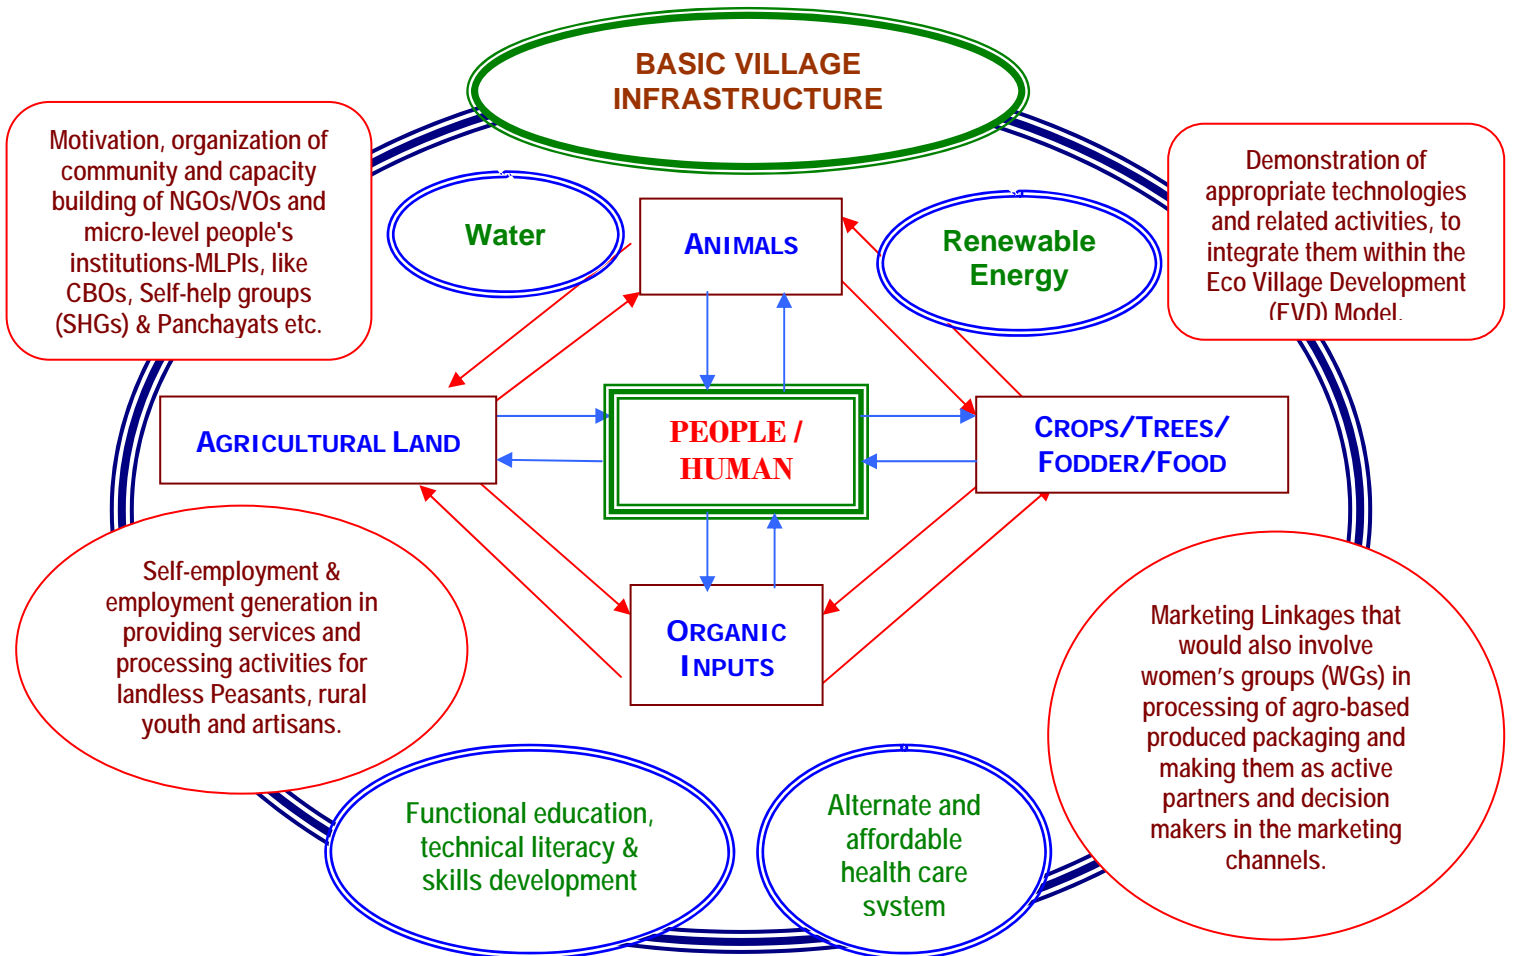 BASIC VILLAGE
INFRASTRUCTURE
Motivation, organization of
community and capacity
building of NGOs/VOs and
micro-level people's
institutions-MLPIs, like
CBOs, Self-help groups
(SHGs) & Panchayats etc.
Water
ANIMALS
Renewable
Energy
Demonstration of
appropriate technologies
and related activities, to
integrate them within the
Eco Village Development
(EVD) Model.
AGRICULTURAL LAND
PEOPLE /
HUMAN
CROPS/TREES/
FODDER/FOOD
Self-employment &
employment generation in
providing services and
processing activities for
landless Peasants, rural
youth and artisans.
ORGANIC
INPUTS
Marketing Linkages that
would also involve
women’s groups (WGs) in
processing of agro-based
produced packaging and
making them as active
partners and decision
makers in the marketing
channels.
Functional education,
technical literacy &
skills development
Alternate and
affordable
health care
system